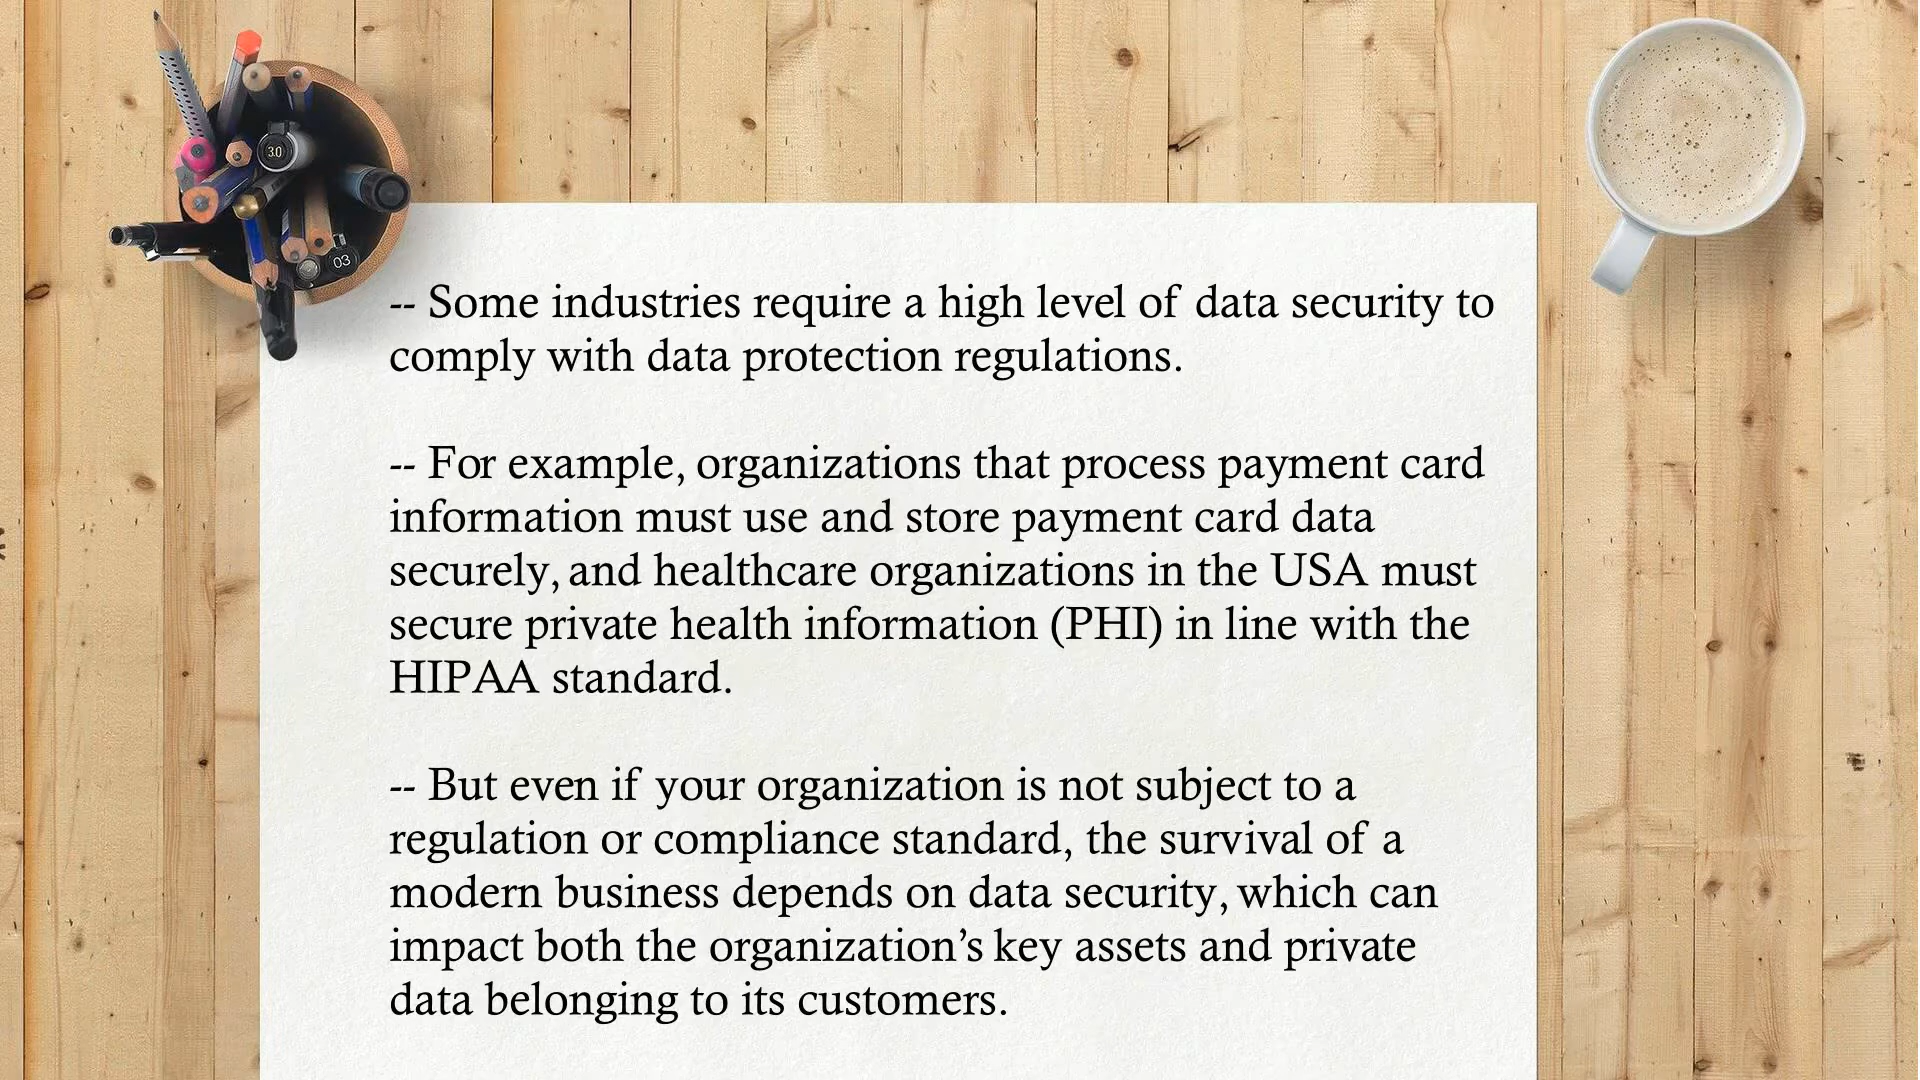 3.0
03
-- Some industries require a high level of data security to
comply with data protection regulations.
-- For example, organizations that process payment card
information must use and store payment card data
securely, and healthcare organizations in the USA must
secure private health information (PHI) in line with the
HIPAA standard.
-- But even if your organization is not subject to a
regulation or compliance standard, the survival of a
modern business depends on data security, which can
impact both the organization’s key assets and private
data belonging to its customers.